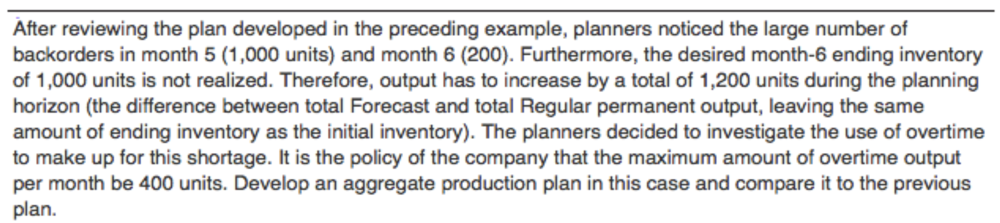 After reviewing the plan developed in the preceding example, planners noticed the large number of
backorders in month 5 (1,000 units) and month 6 (200). Furthermore, the desired month-6 ending inventory
of 1,000 units is not realized. Therefore, output has to increase by a total of 1,200 units during the planning
horizon (the difference between total Forecast and total Regular permanent output, leaving the same
amount of ending inventory as the initial inventory). The planners decided to investigate the use of overtime
to make up for this shortage. It is the policy of the company that the maximum amount of overtime output
per month be 400 units. Develop an aggregate production plan in this case and compare it to the previous
plan.